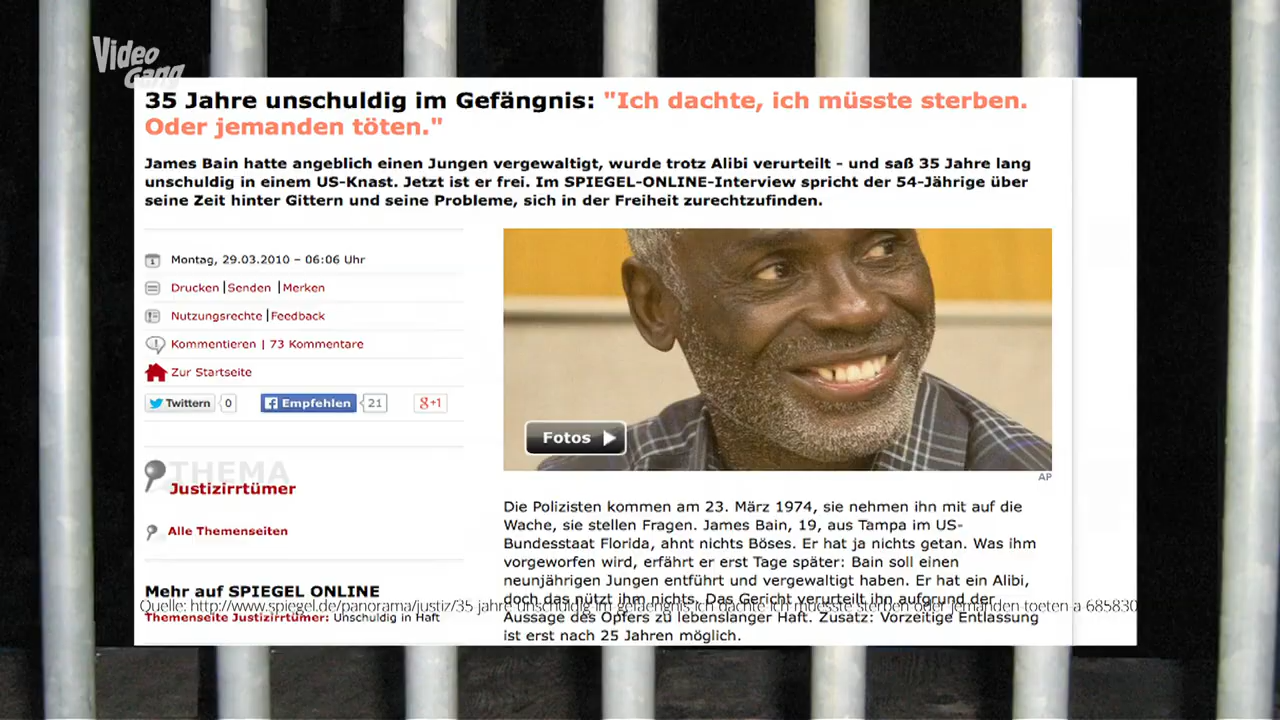 Video
Gang
35 Jahre unschuldig im Gefängnis: "Ich dachte, ich müsste sterben.
Oder jemanden töten."
James Bain hatte angeblich einen Jungen vergewaltigt, wurde trotz Alibi verurteilt - und saß 35 Jahre lang
unschuldig in einem US-Knast. Jetzt ist er frei. Im SPIEGEL-ONLINE-Interview spricht der 54-Jährige über
seine Zeit hinter Gittern und seine Probleme, sich in der Freiheit zurechtzufinden.
1
Montag, 29.03.2010 – 06:06 Uhr
Drucken | Senden | Merken
Nutzungsrechte | Feedback
Kommentieren | 73 Kommentare
Zur Startseite
Twittern 0 Empfehlen 21 g+1
THEMA
Justizirrtümer
Alle Themenseiten
Mehr auf SPIEGEL ONLINE
Themenseite Justizirrtümer: Unschuldig in Haft
Fotos
AP
Die Polizisten kommen am 23. März 1974, sie nehmen ihn mit auf die
Wache, sie stellen Fragen. James Bain, 19, aus Tampa im US-
Bundesstaat Florida, ahnt nichts Böses. Er hat ja nichts getan. Was ihm
vorgeworfen wird, erfährt er erst Tage später: Bain soll einen
neunjährigen Jungen entführt und vergewaltigt haben. Er hat ein Alibi,
doch das nützt ihm nichts. Das Gericht verurteilt ihn aufgrund der
Aussage des Opfers zu lebenslanger Haft. Zusatz: Vorzeitige Entlassung
ist erst nach 25 Jahren möglich.
Quelle: http://www.spiegel.de/panorama/justiz/35 jahre unschuldig im gefaengnis ich dachte ich muesste sterben oder jemanden toeten a 685830